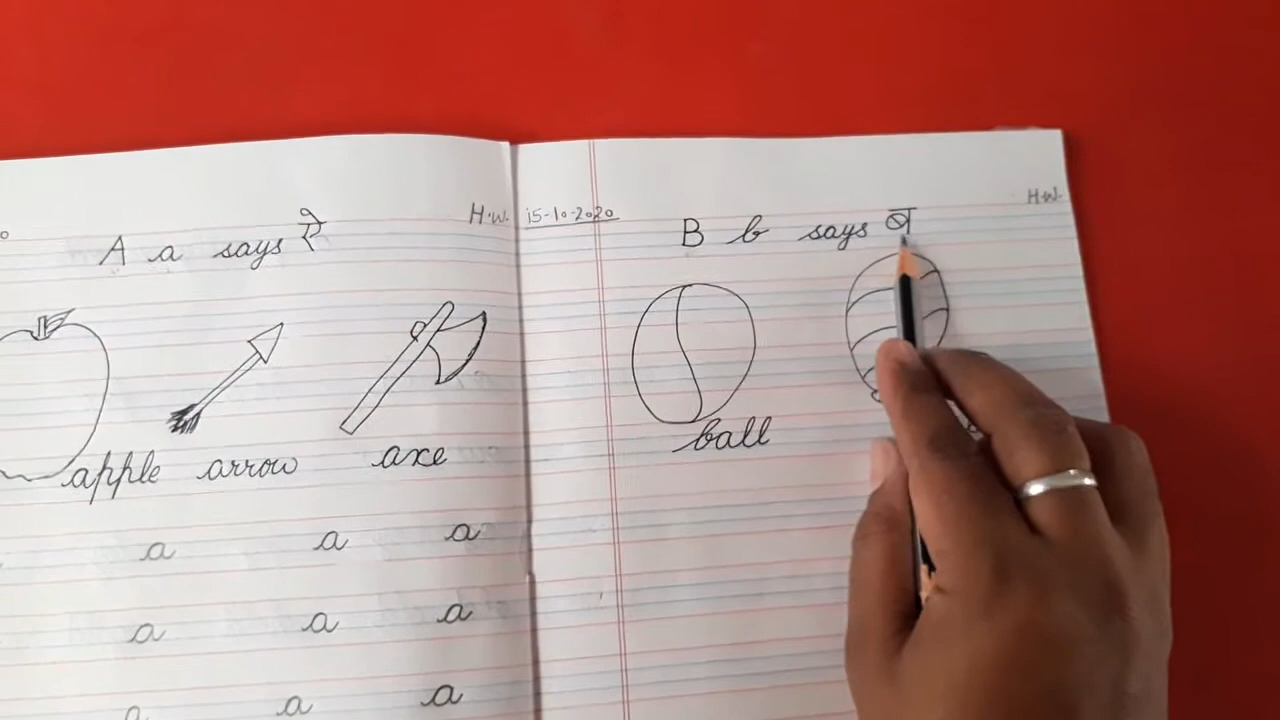 H.W.
A a says ऐ
apple arrow axe
a a a
a a a
a a a
15-10-2020 H.W.
B b says ब
ball